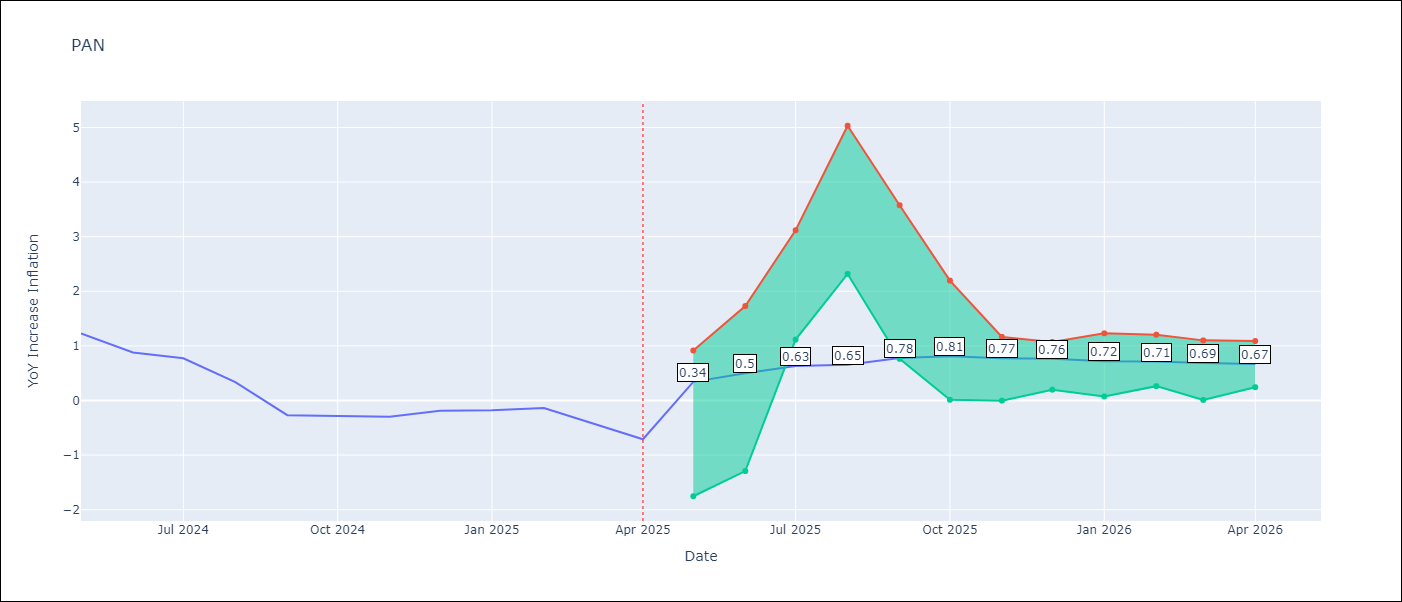 PAN
YoY Increase Inflation
5
4
3
2
1
0
−1
−2
0.34
0.5
0.63
0.65
0.78
0.81
0.77
0.76
0.72
0.71
0.69
0.67
Jul 2024
Oct 2024
Jan 2025
Apr 2025
Jul 2025
Oct 2025
Jan 2026
Apr 2026
Date